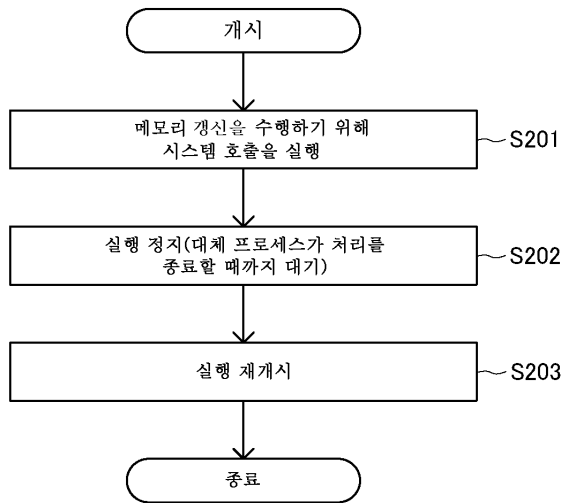 개시
메모리 갱신을 수행하기 위해
시스템 호출을 실행
S201
실행 정지(대체 프로세스가 처리를
종료할 때까지 대기)
S202
실행 재개시
S203
종료